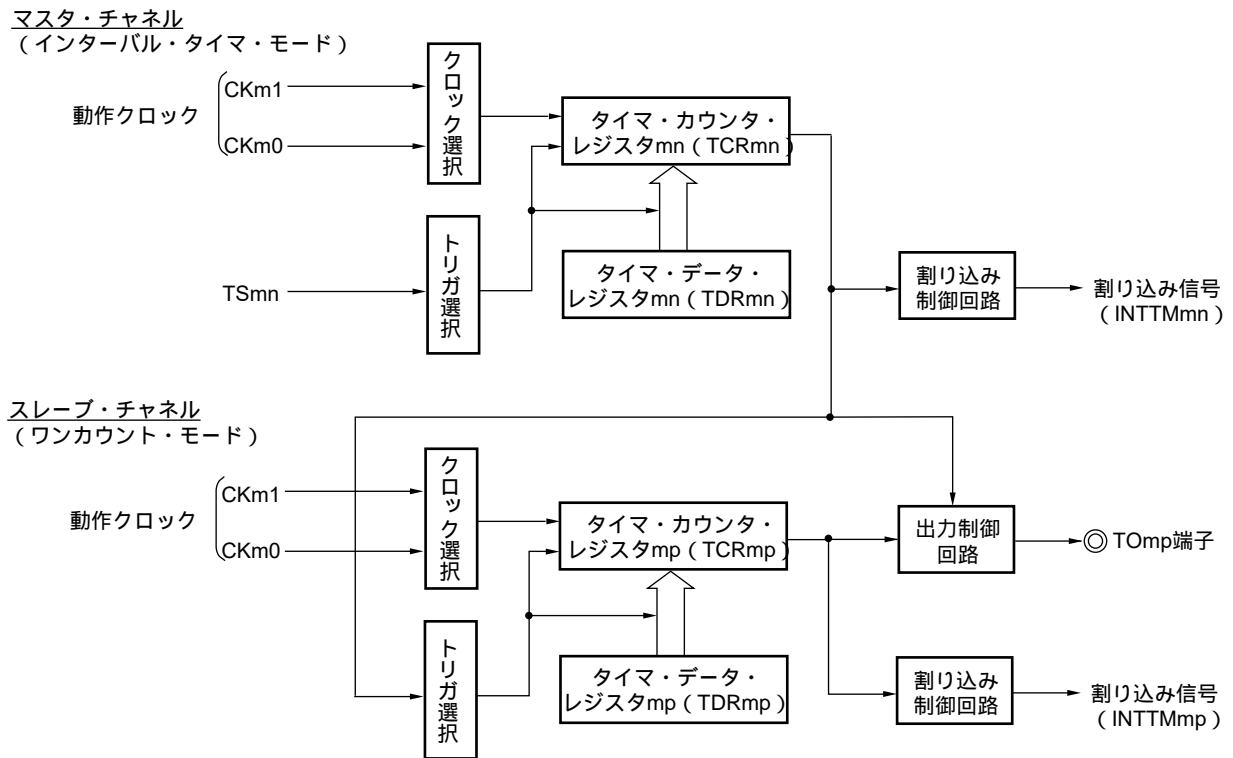 マスタ・チャネル
（インターバル・タイマ・モード）
動作クロック
CKm1
CKm0
クロック選択
タイマ・カウンタ・
レジスタmn（TCRmn）
TSmn
トリガ選択
タイマ・データ・
レジスタmn（TDRmn）
割り込み
制御回路
割り込み信号
（INTTMmn）
スレーブ・チャネル
（ワンカウント・モード）
動作クロック
CKm1
CKm0
クロック選択
タイマ・カウンタ・
レジスタmp（TCRmp）
出力制御
回路
TOmp端子
トリガ選択
タイマ・データ・
レジスタmp（TDRmp）
割り込み
制御回路
割り込み信号
（INTTMmp）